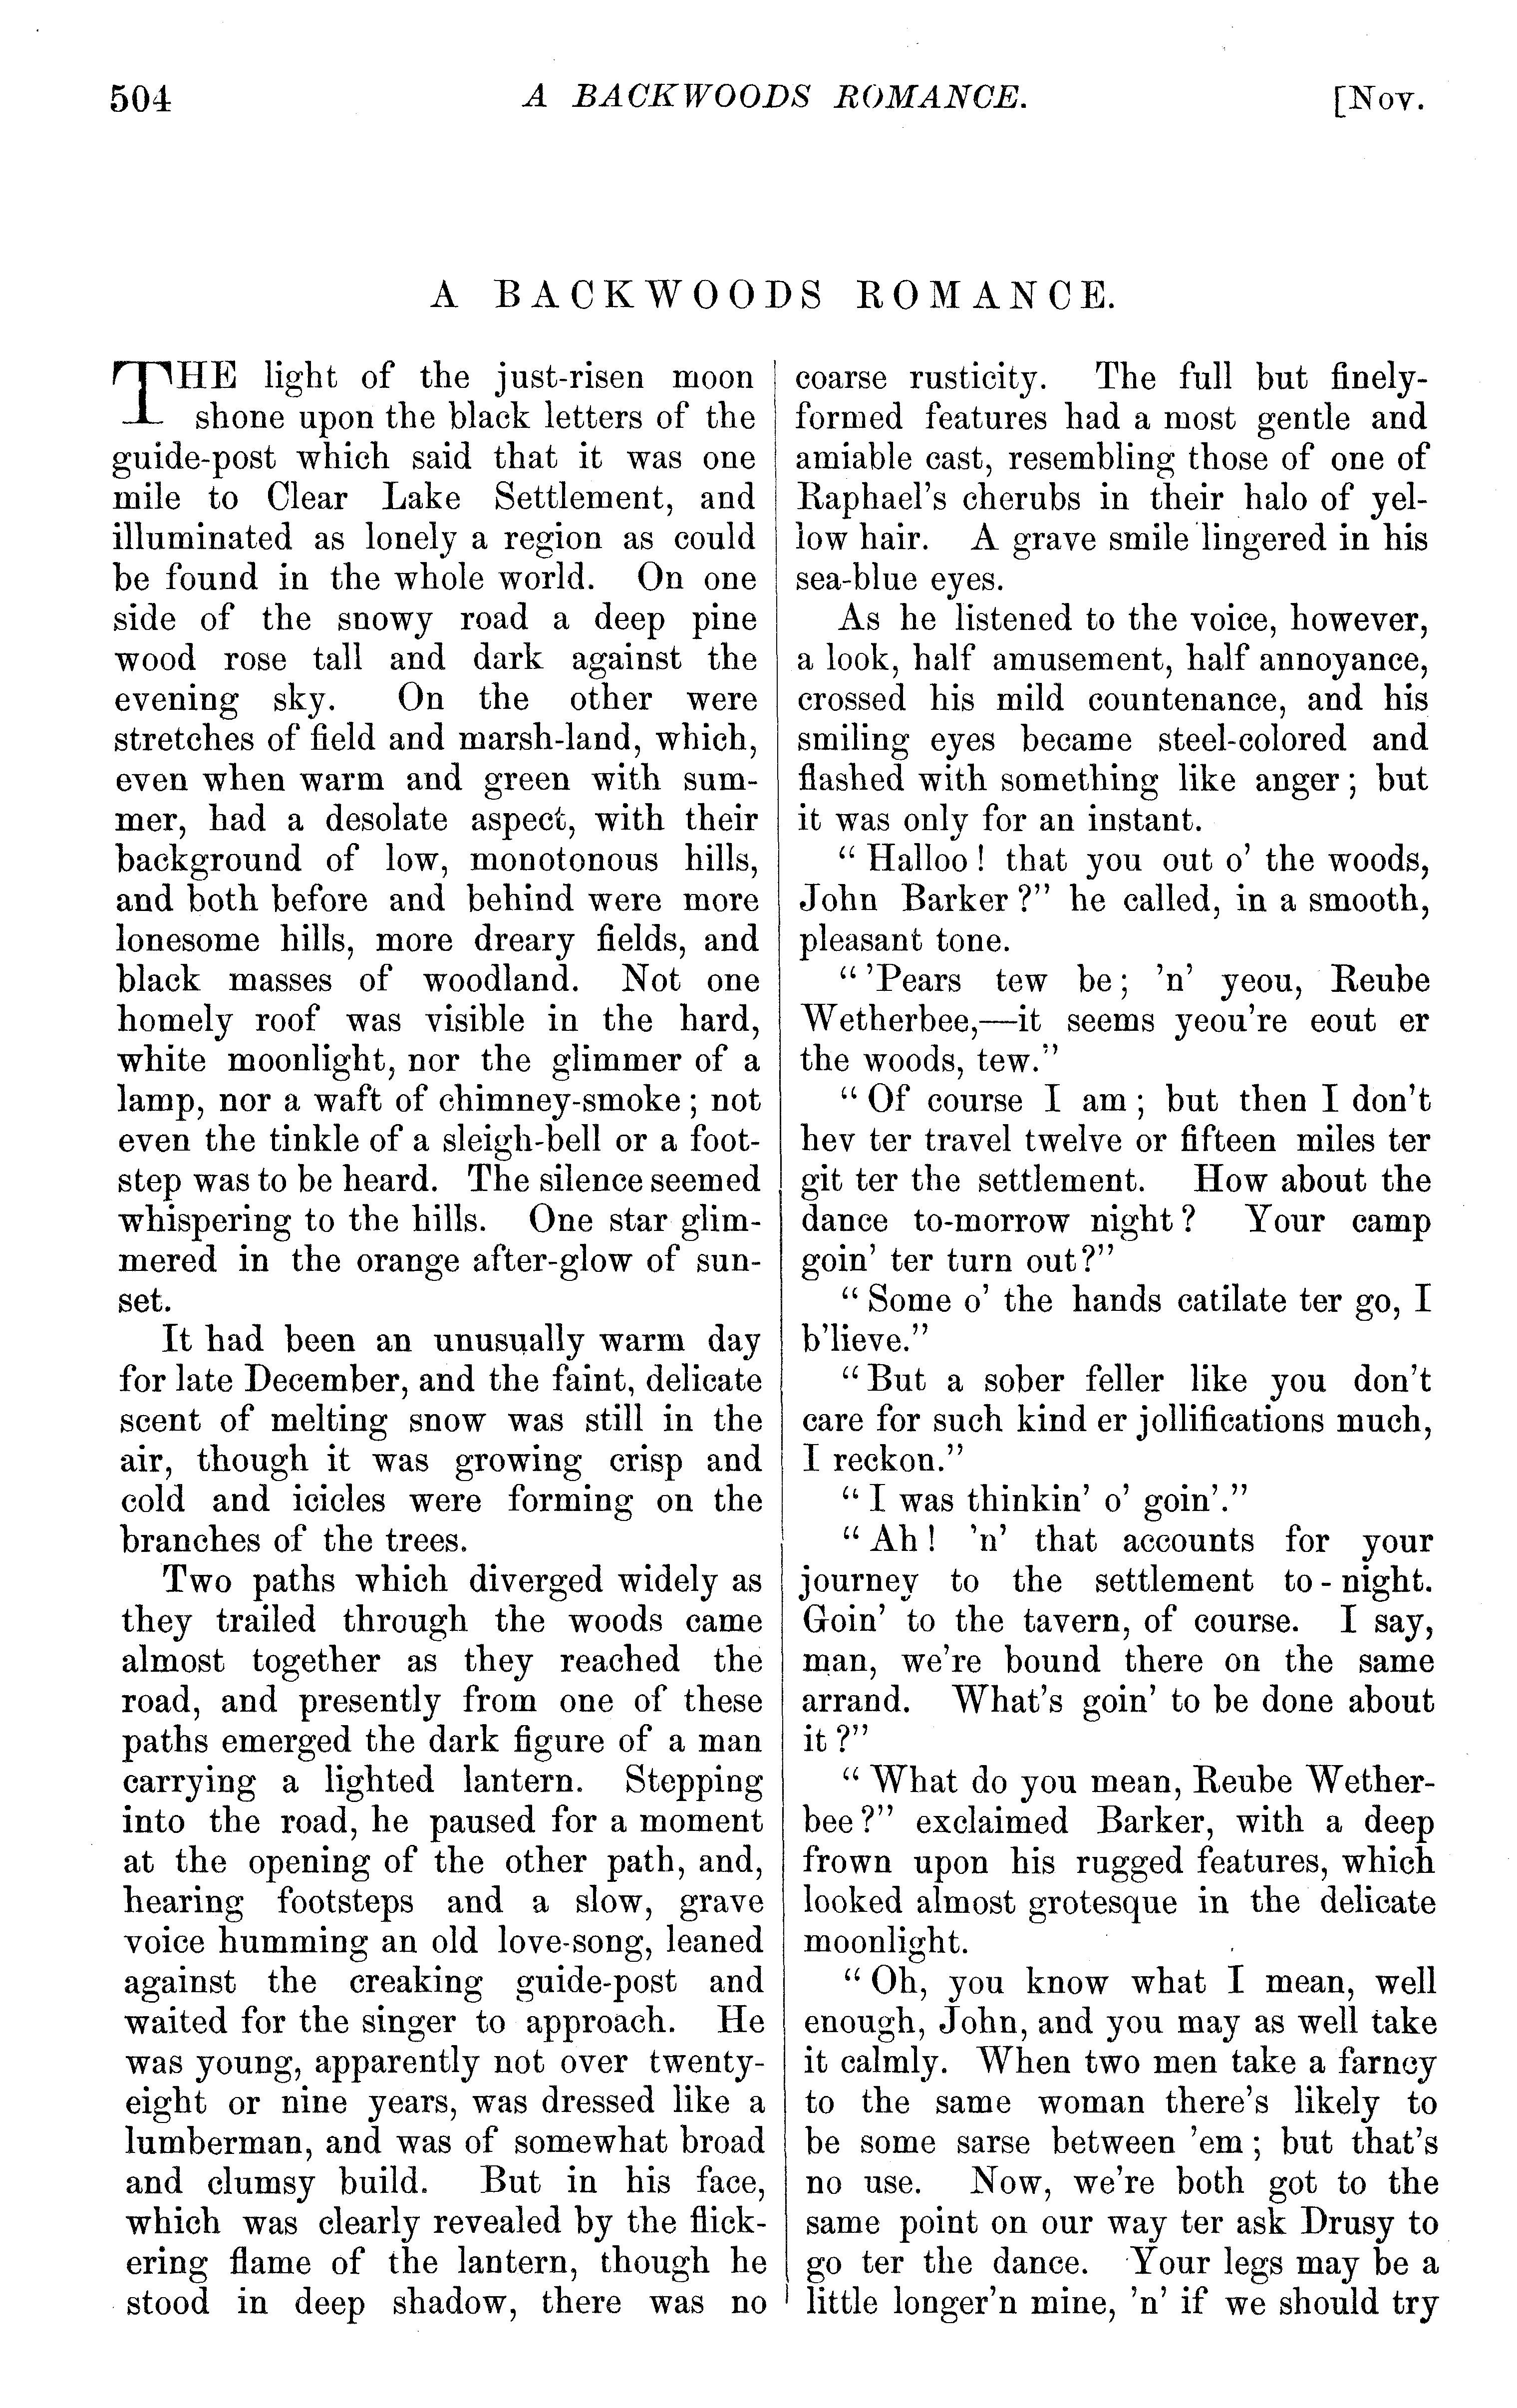 504
A BACKWOODS ROMANCE.
[Nov.
A BACKWOODS ROMANCE.
THE light of the just-risen moon
shone upon the black letters of the
guide-post which said that it was one
mile to Clear Lake Settlement, and
illuminated as lonely a region as could
be found in the whole world. On one
side of the snowy road a deep pine
wood rose tall and dark against the
evening sky. On the other were
stretches of field and marsh-land, which,
even when warm and green with sum-
mer, had a desolate aspect, with their
background of low, monotonous hills,
and both before and behind were more
lonesome hills, more dreary fields, and
black masses of woodland. Not one
homely roof was visible in the hard,
white moonlight, nor the glimmer of a
lamp, nor a waft of chimney-smoke; not
even the tinkle of a sleigh-bell or a foot-
step was to be heard. The silence seemed
whispering to the hills. One star glim-
mered in the orange after-glow of sun-
set.
It had been an unusually warm day
for late December, and the faint, delicate
scent of melting snow was still in the
air, though it was growing crisp and
cold and icicles were forming on the
branches of the trees.
Two paths which diverged widely as
they trailed through the woods came
almost together as they reached the
road, and presently from one of these
paths emerged the dark figure of a man
carrying a lighted lantern. Stepping
into the road, he paused for a moment
at the opening of the other path, and,
hearing footsteps and a slow, grave
voice humming an old love-song, leaned
against the creaking guide-post and
waited for the singer to approach. He
was young, apparently not over twenty-
eight or nine years, was dressed like a
lumberman, and was of somewhat broad
and clumsy build. But in his face,
which was clearly revealed by the flick-
ering flame of the lantern, though he
stood in deep shadow, there was no
coarse rusticity. The full but finely-
formed features had a most gentle and
amiable cast, resembling those of one of
Raphael's cherubs in their halo of yel-
low hair. A grave smile lingered in his
sea-blue eyes.
As he listened to the voice, however,
a look, half amusement, half annoyance,
crossed his mild countenance, and his
smiling eyes became steel-colored and
flashed with something like anger; but
it was only for an instant.
"Halloo! that you out o' the woods,
John Barker?" he called, in a smooth,
pleasant tone.
"'Pears tew be; 'n' yeou, Reube
Wetherbee,—it seems yeou're eout er
the woods, tew."
"Of course I am; but then I don't
hev ter travel twelve or fifteen miles ter
git ter the settlement. How about the
dance to-morrow night? Your camp
goin' ter turn out?"
"Some o' the hands catilate ter go, I
b'lieve."
"But a sober feller like you don't
care for such kind er jollifications much,
I reckon."
"I was thinkin' o' goin'."
"Ah! 'n' that accounts for your
journey to the settlement to-night.
Goin' to the tavern, of course. I say,
man, we're bound there on the same
arrand. What's goin' to be done about
it?"
"What do you mean, Reube Wether-
bee?" exclaimed Barker, with a deep
frown upon his rugged features, which
looked almost grotesque in the delicate
moonlight.
"Oh, you know what I mean, well
enough, John, and you may as well take
it calmly. When two men take a farncy
to the same woman there's likely to
be some sarse between 'em; but that's
no use. Now, we're both got to the
same point on our way ter ask Drusy to
go ter the dance. Your legs may be a
little longer'n mine, 'n' if we should try